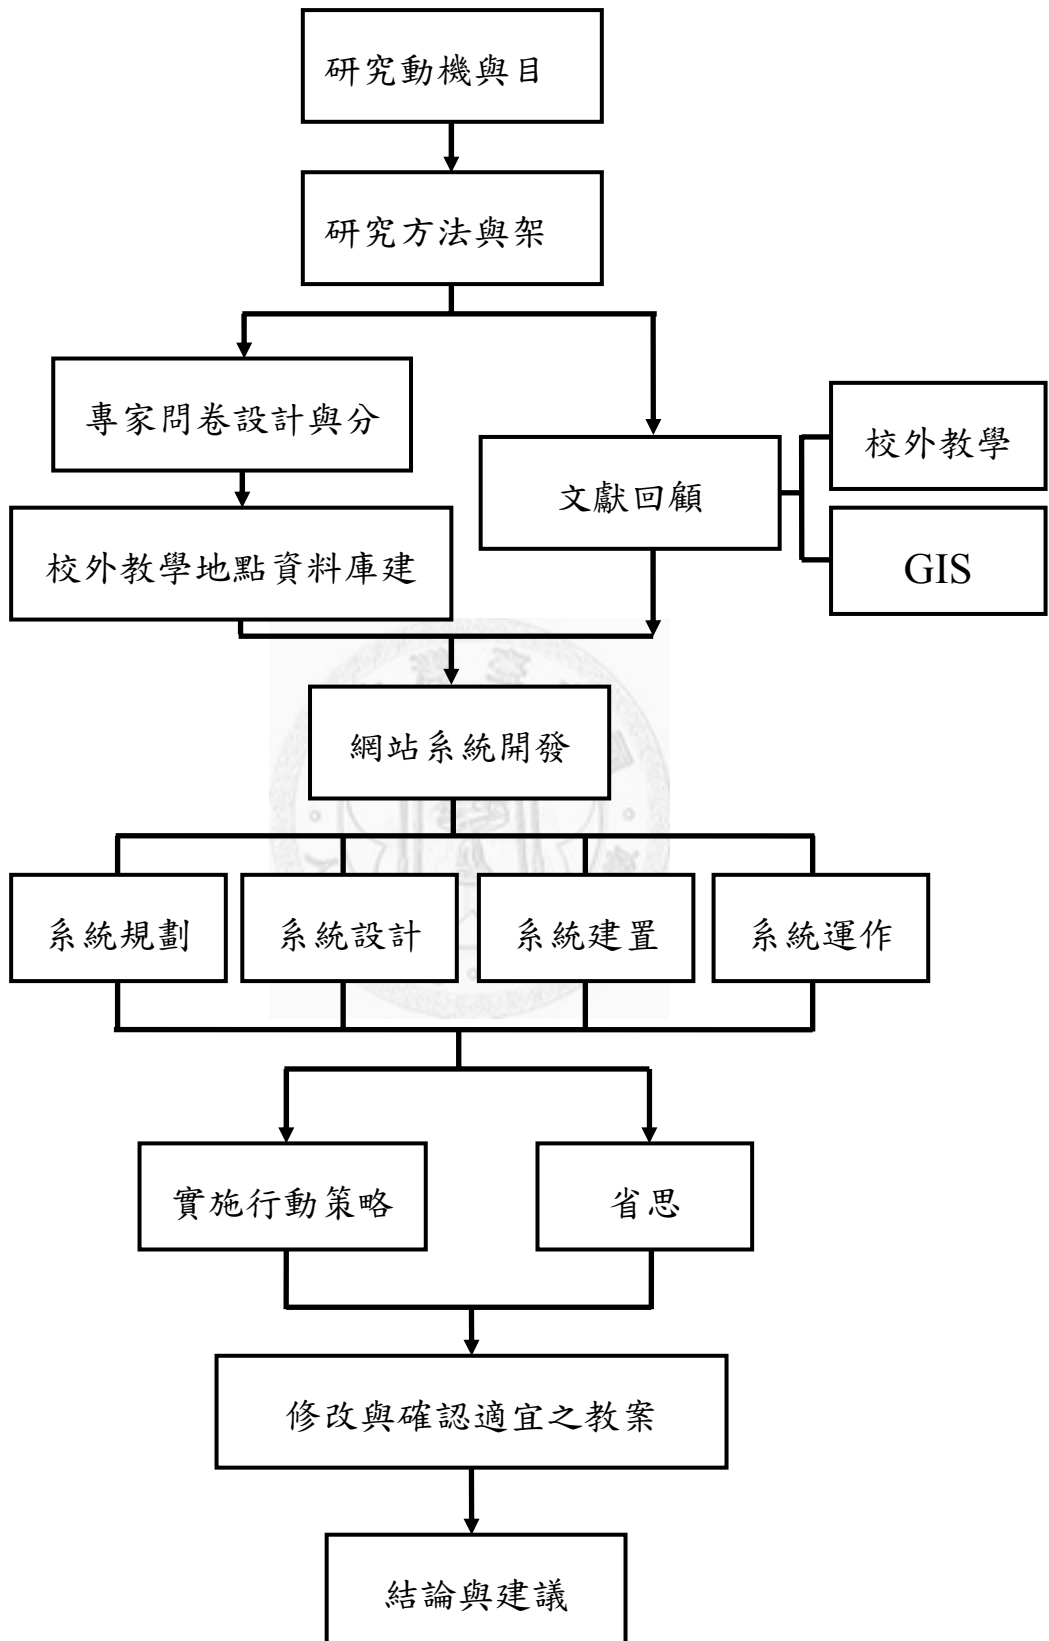 研究動機與目
研究方法與架
專家問卷設計與分
校外教學地點資料庫建
文獻回顧
校外教學
GIS
網站系統開發
系統規劃
系統設計
系統建置
系統運作
實施行動策略
省思
修改與確認適宜之教案
結論與建議